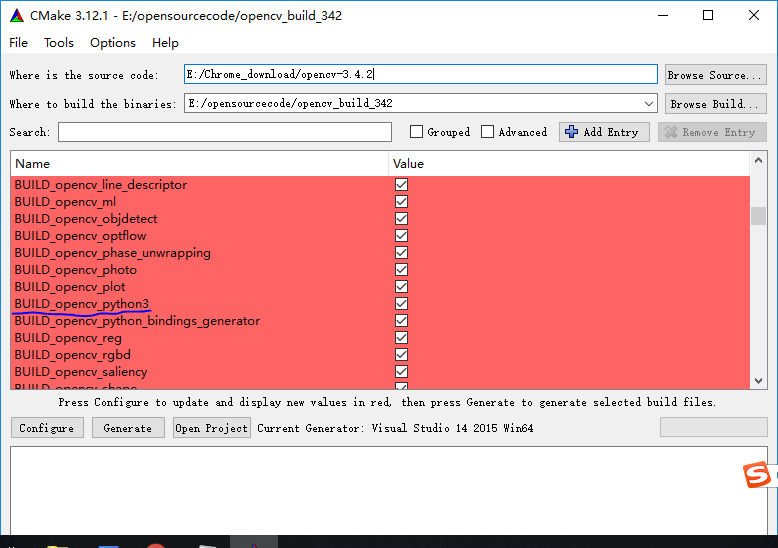 CMake 3.12.1 - E:/opensourcecode/opencv_build_342
File Tools Options Help
Where is the source code: E:/Chrome_download/opencv-3.4.2 Browse Source...
Where to build the binaries: E:/opensourcecode/opencv_build_342 Browse Build...
Search: Grouped Advanced Add Entry Remove Entry
Name Value
BUILD_opencv_line_descriptor
BUILD_opencv_ml
BUILD_opencv_objdetect
BUILD_opencv_optflow
BUILD_opencv_phase_unwrapping
BUILD_opencv_photo
BUILD_opencv_plot
BUILD_opencv_python3
BUILD_opencv_python_bindings_generator
BUILD_opencv_reg
BUILD_opencv_rgbd
BUILD_opencv_saliency
BUILD_opencv_shape
Press Configure to update and display new values in red, then press Generate to generate selected build files.
Configure Generate Open Project Current Generator: Visual Studio 14 2015 Win64
S